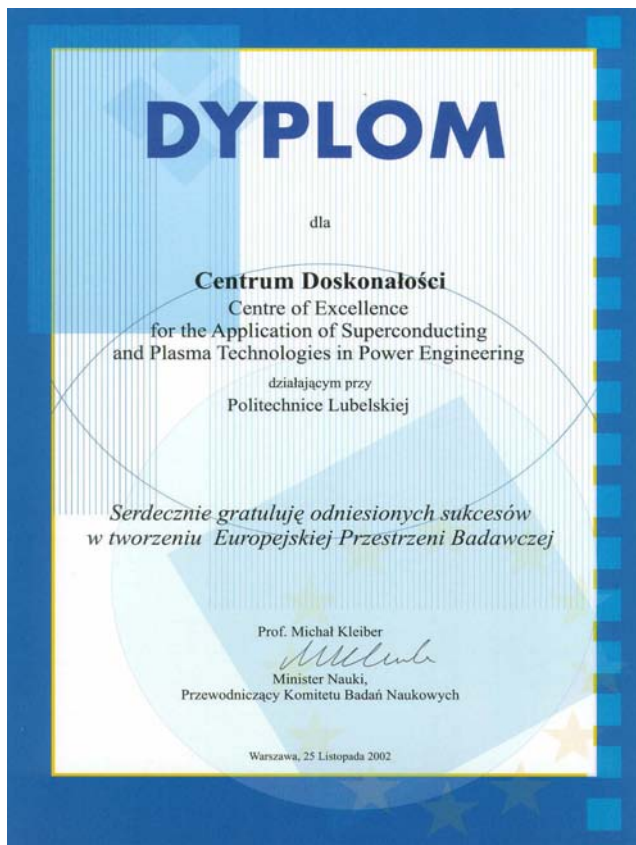 DYPLOM
dla
Centrum Doskonałości
Centre of Excellence
for the Application of Superconducting
and Plasma Technologies in Power Engineering
działającym przy
Politechnice Lubelskiej
Serdecznie gratuluję odniesionych sukcesów
w tworzeniu Europejskiej Przestrzeni Badawczej
Prof. Michał Kleiber
Minister Nauki,
Przewodniczący Komitetu Badań Naukowych
Warszawa, 25 Listopada 2002